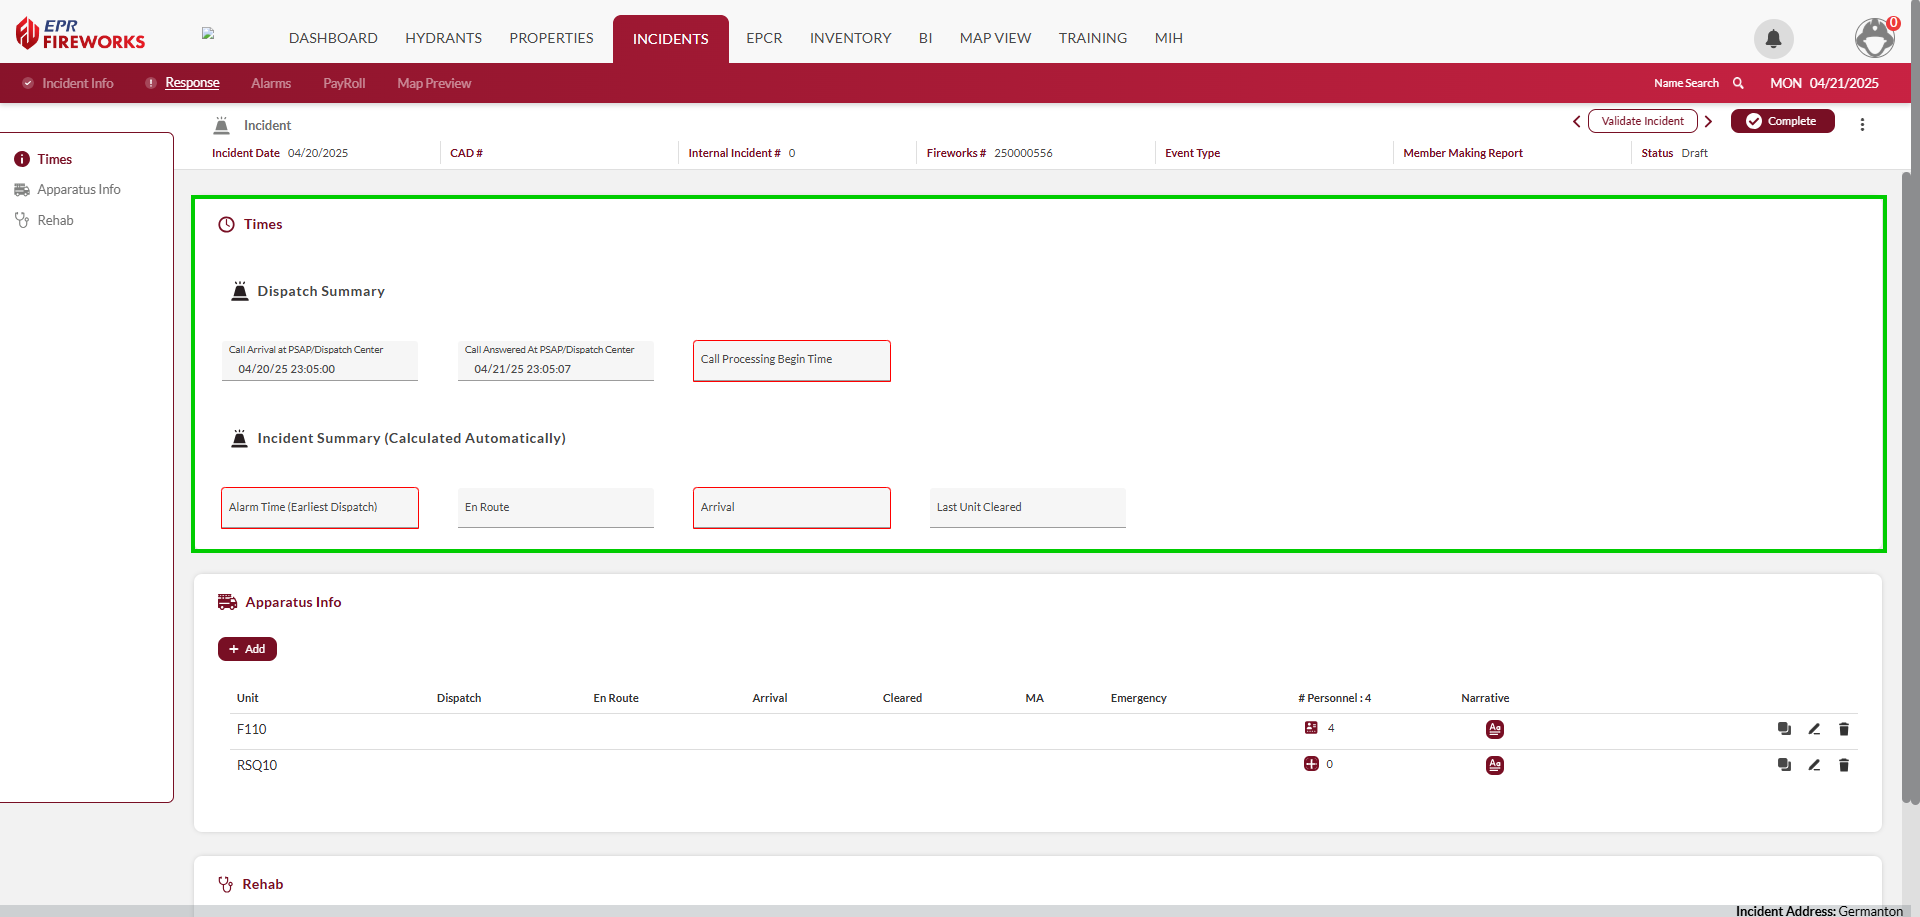 EPR
FIREWORKS
DASHBOARD HYDRANTS PROPERTIES INCIDENTS EPCR INVENTORY BI MAP VIEW TRAINING MIH
0
Incident Info Response Alarms PayRoll Map Preview Name Search MON 04/21/2025
Incident
Validate Incident Complete
Incident Date 04/20/2025 CAD # Internal Incident # 0 Fireworks # 250000556 Event Type Member Making Report Status Draft
Times
Apparatus Info
Rehab
Times
Dispatch Summary
Call Arrival at PSAP/Dispatch Center Call Answered At PSAP/Dispatch Center Call Processing Begin Time
04/20/25 23:05:00 04/21/25 23:05:07
Incident Summary (Calculated Automatically)
Alarm Time (Earliest Dispatch) En Route Arrival Last Unit Cleared
Apparatus Info
+ Add
Unit Dispatch En Route Arrival Cleared MA Emergency # Personnel : 4 Narrative
F110 4 Aa
RSQ10 0 Aa
Rehab
Incident Address: Germanton